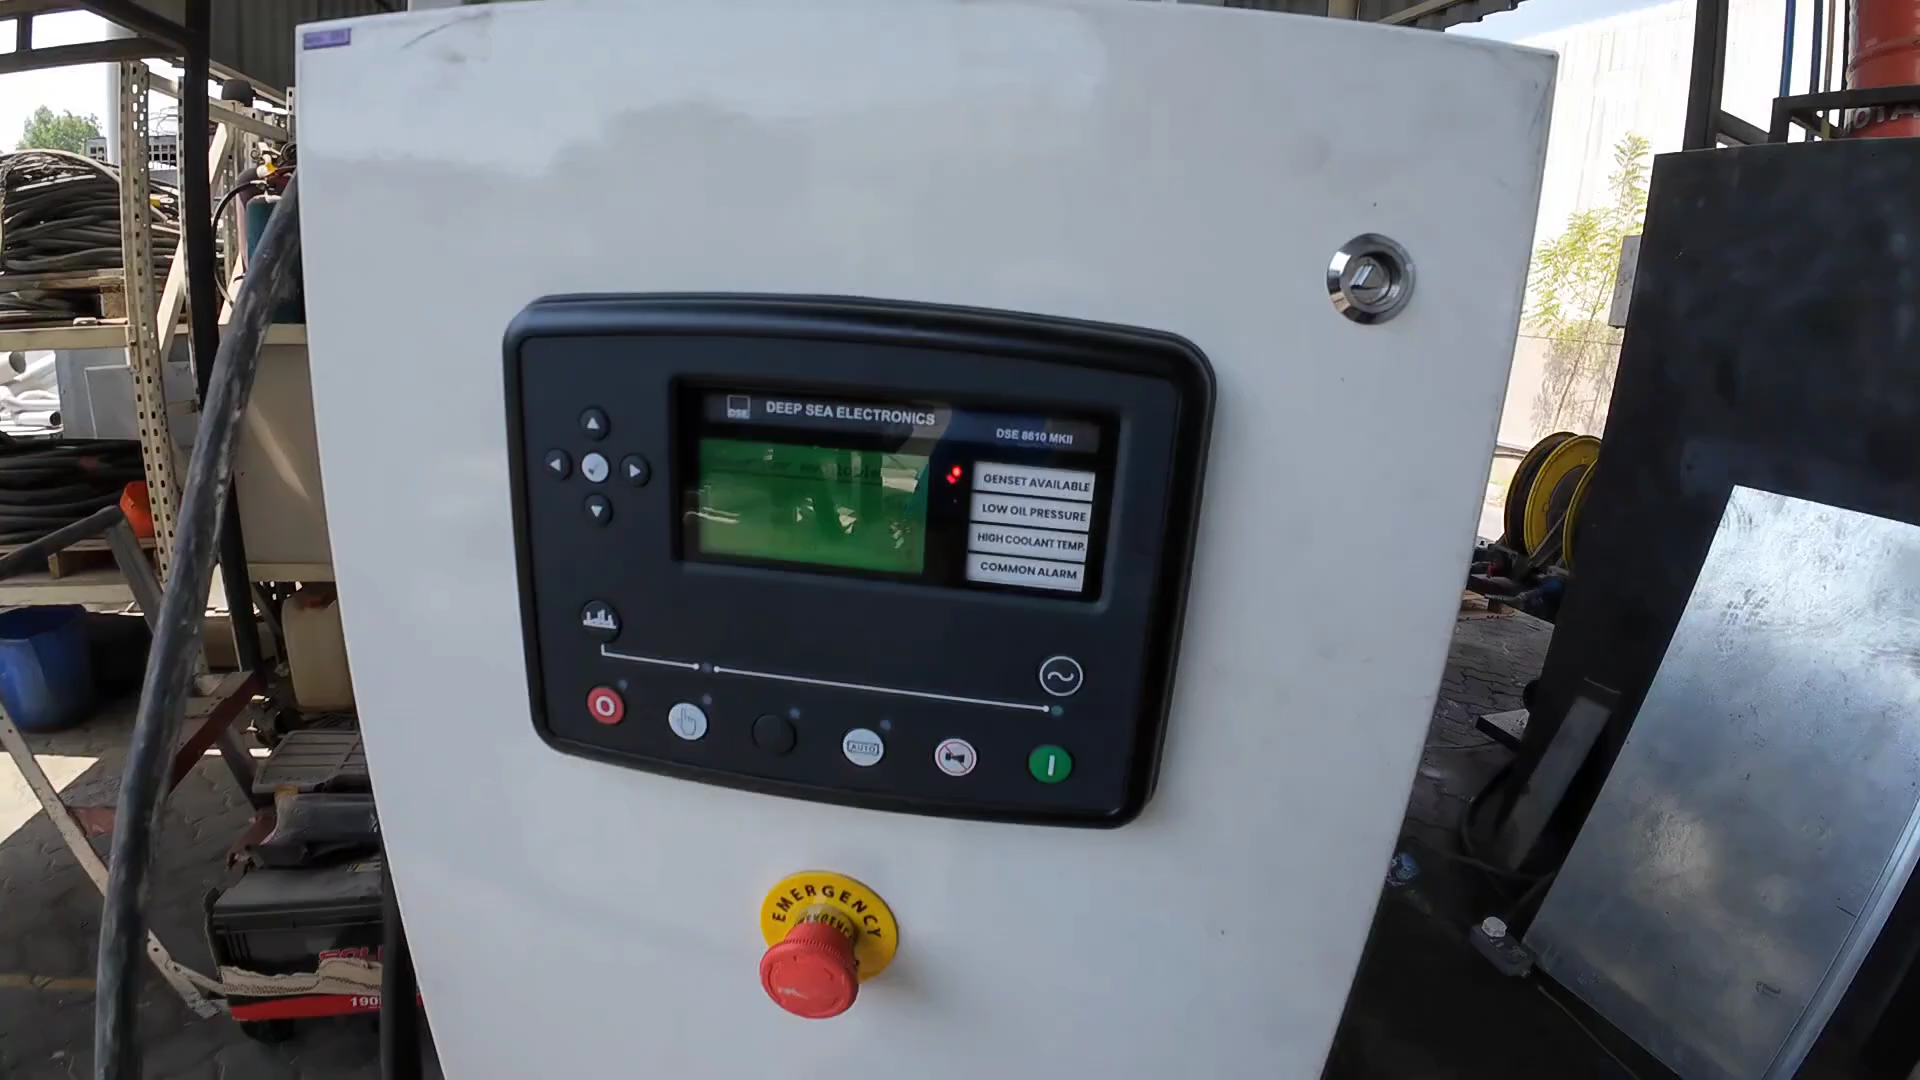 DSE
DEEP SEA ELECTRONICS
DSE 8610 MKII
GENSET AVAILABLE
LOW OIL PRESSURE
HIGH COOLANT TEMP.
COMMON ALARM
AUTO
EMERGENCY